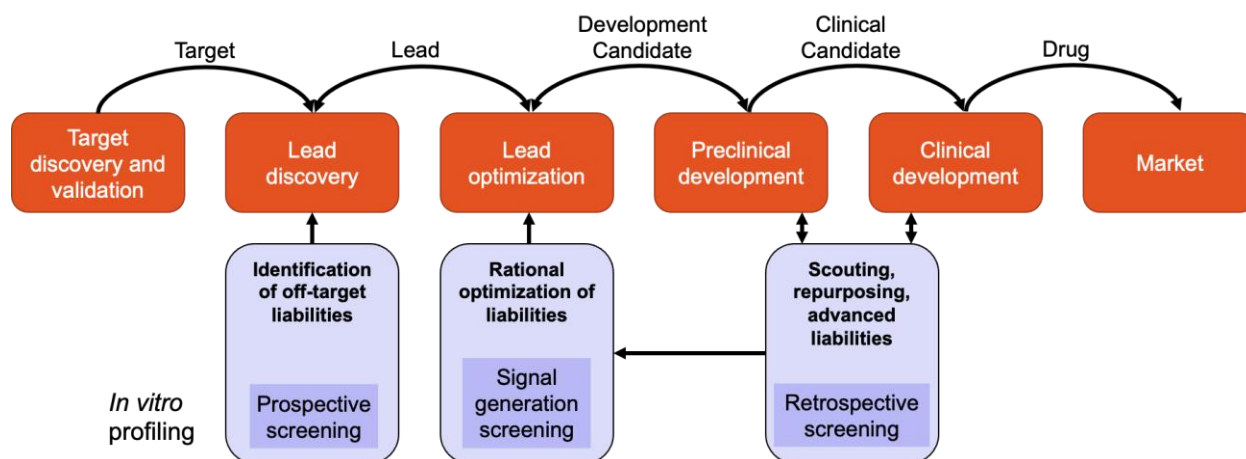 Target
Lead
Development
Candidate
Clinical
Candidate
Drug
Target
discovery and
validation
Lead
discovery
Lead
optimization
Preclinical
development
Clinical
development
Market
Identification
of off-target
liabilities
Prospective
screening
Rational
optimization of
liabilities
Signal
generation
screening
Scouting,
repurposing,
advanced
liabilities
Retrospective
screening
In vitro
profiling